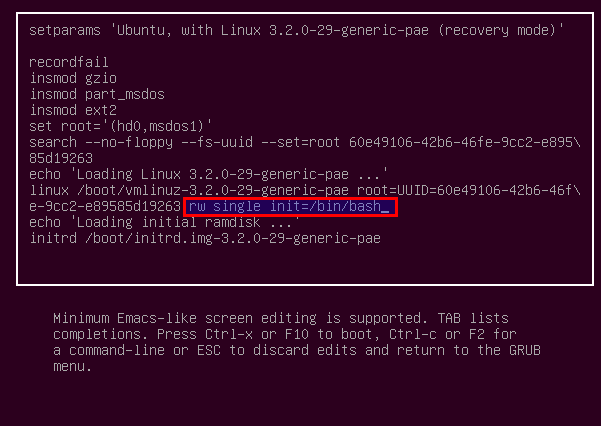 setparams 'Ubuntu, with Linux 3.2.0-29-generic-pae (recovery mode)'
recordfail
insmod gzio
insmod part_msdos
insmod ext2
set root='(hd0,msdos1)'
search --no-floppy --fs-uuid --set=root 60e49106-42b6-46fe-9cc2-e895\
85d19263
echo 'Loading Linux 3.2.0-29-generic-pae ...'
linux /boot/vmlinuz-3.2.0-29-generic-pae root=UUID=60e49106-42b6-46f\
e-9cc2-e89585d19263 rw single init=/bin/bash_
echo 'Loading initial ramdisk ...'
initrd /boot/initrd.img-3.2.0-29-generic-pae
Minimum Emacs-like screen editing is supported. TAB lists
completions. Press Ctrl-x or F10 to boot, Ctrl-c or F2 for
a command-line or ESC to discard edits and return to the GRUB
menu.